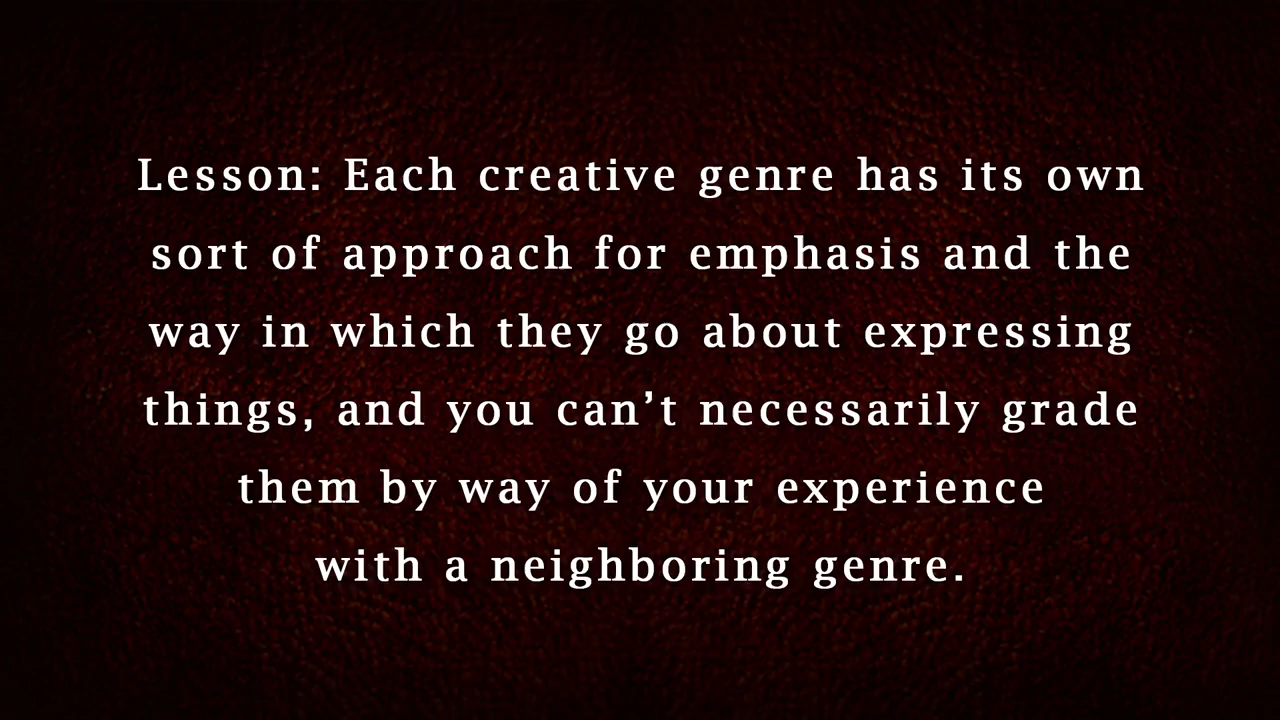 Lesson: Each creative genre has its own
sort of approach for emphasis and the
way in which they go about expressing
things, and you can’t necessarily grade
them by way of your experience
with a neighboring genre.